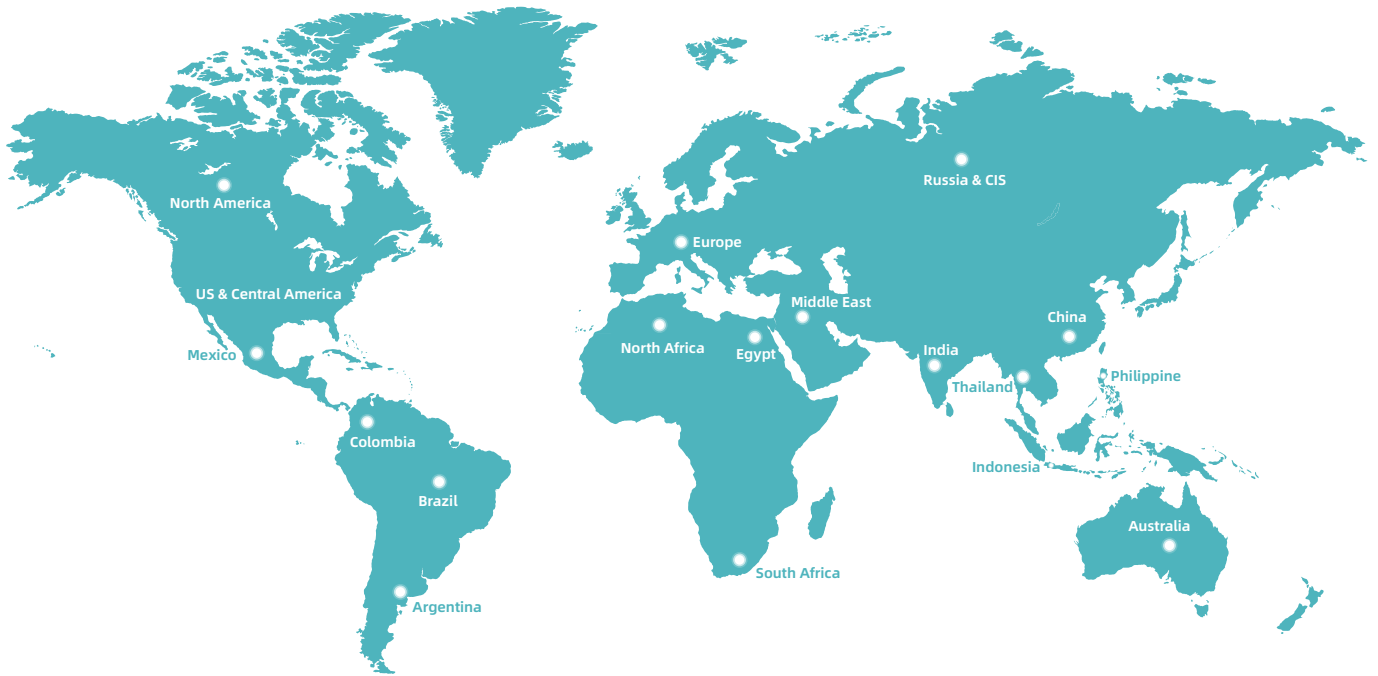 Russia & CIS
North America
Europe
US & Central America
Middle East
China
North Africa
Egypt
India
Mexico
Thailand
Philippine
Colombia
Indonesia
Brazil
Australia
South Africa
Argentina